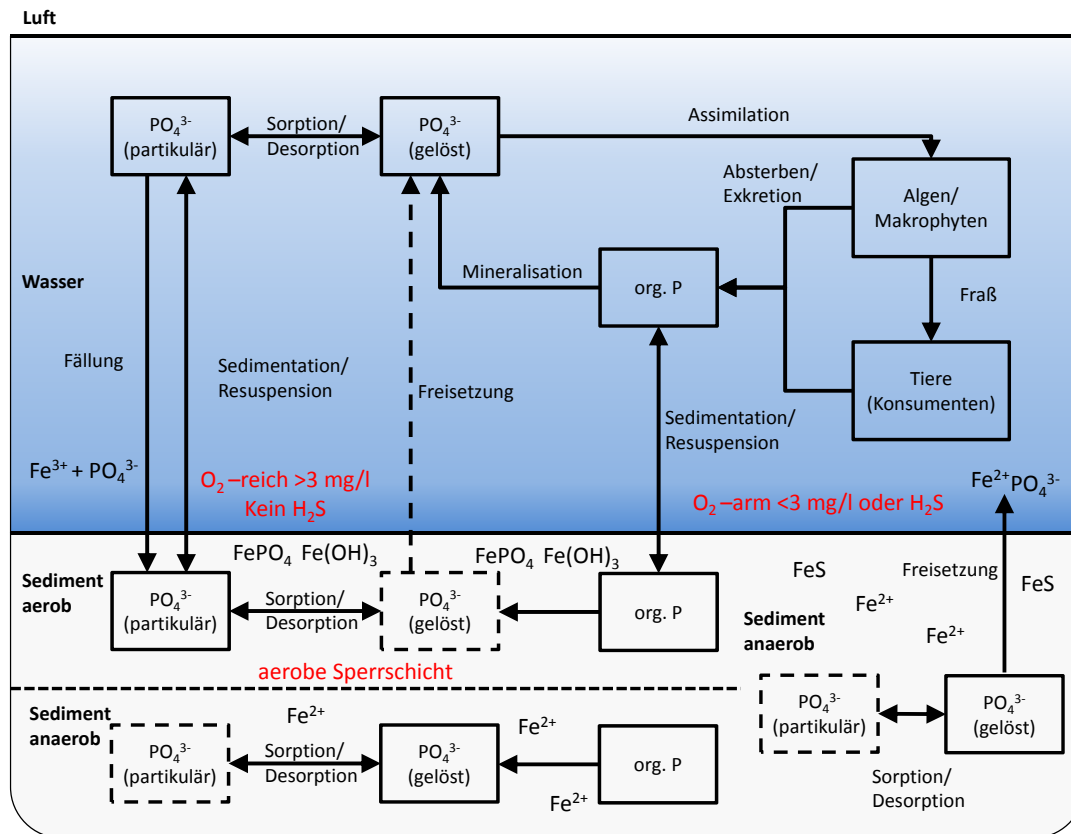 Luft
PO₄³⁻
(partikulär)
Sorption/
Desorption
PO₄³⁻
(gelöst)
Assimilation
Absterben/
Exkretion
Algen/
Makrophyten
Wasser
Mineralisation
org. P
Fraß
Fällung
Sedimentation/
Resuspension
Freisetzung
Sedimentation/
Resuspension
Tiere
(Konsumenten)
Fe³⁺ + PO₄³⁻
O₂ –reich >3 mg/l
Kein H₂S
O₂ –arm <3 mg/l oder H₂S
Fe²⁺PO₄³⁻
FePO₄ Fe(OH)₃
FePO₄ Fe(OH)₃
Sediment
aerob
PO₄³⁻
(partikulär)
Sorption/
Desorption
PO₄³⁻
(gelöst)
org. P
FeS
Freisetzung
FeS
Fe²⁺
Sediment
anaerob
Fe²⁺
aerobe Sperrschicht
PO₄³⁻
(partikulär)
PO₄³⁻
(gelöst)
Sorption/
Desorption
Sediment
anaerob
Fe²⁺
Fe²⁺
PO₄³⁻
(partikulär)
Sorption/
Desorption
PO₄³⁻
(gelöst)
org. P
Fe²⁺